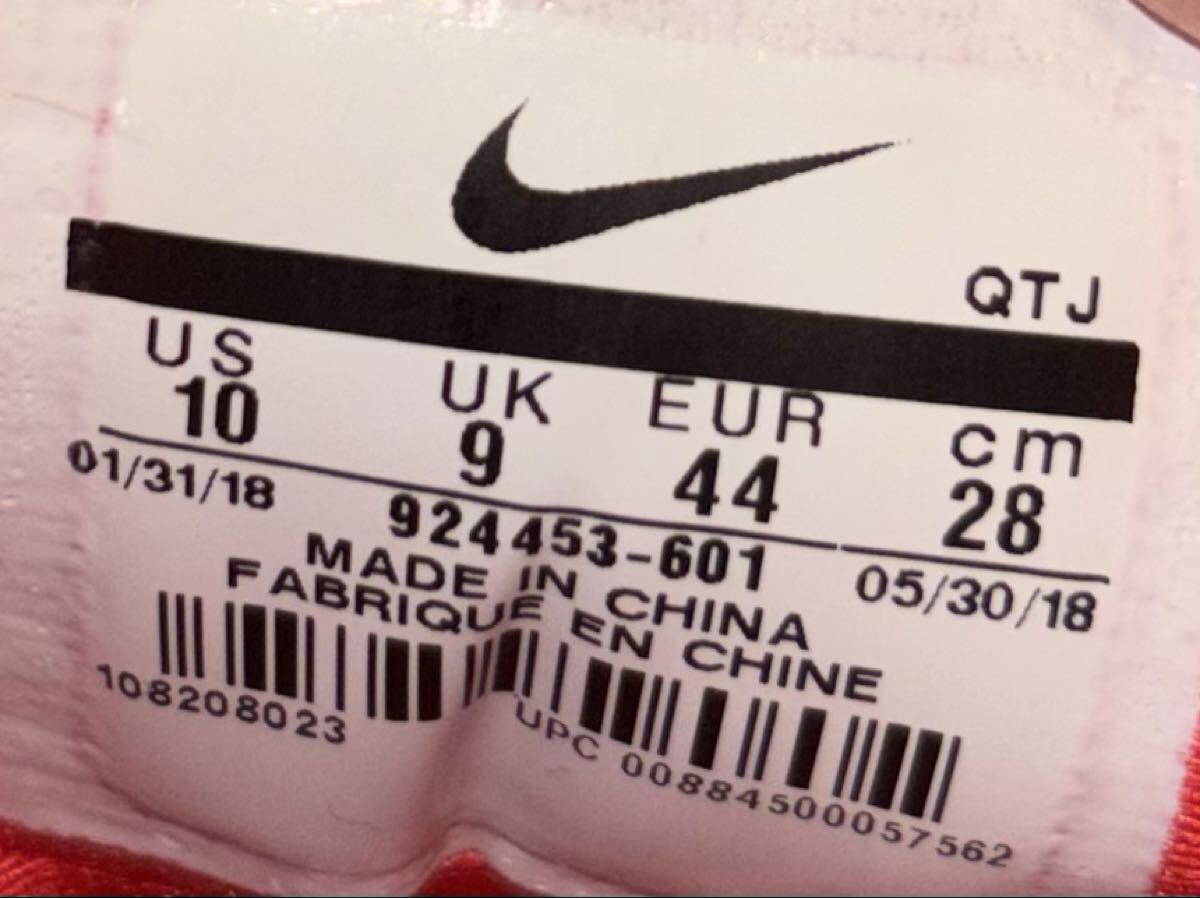 QTJ
US UK EUR cm
10 9 44 28
01/31/18 924453-601 05/30/18
MADE IN CHINA
FABRIQUE EN CHINE
108208023 UPC 00884500057562